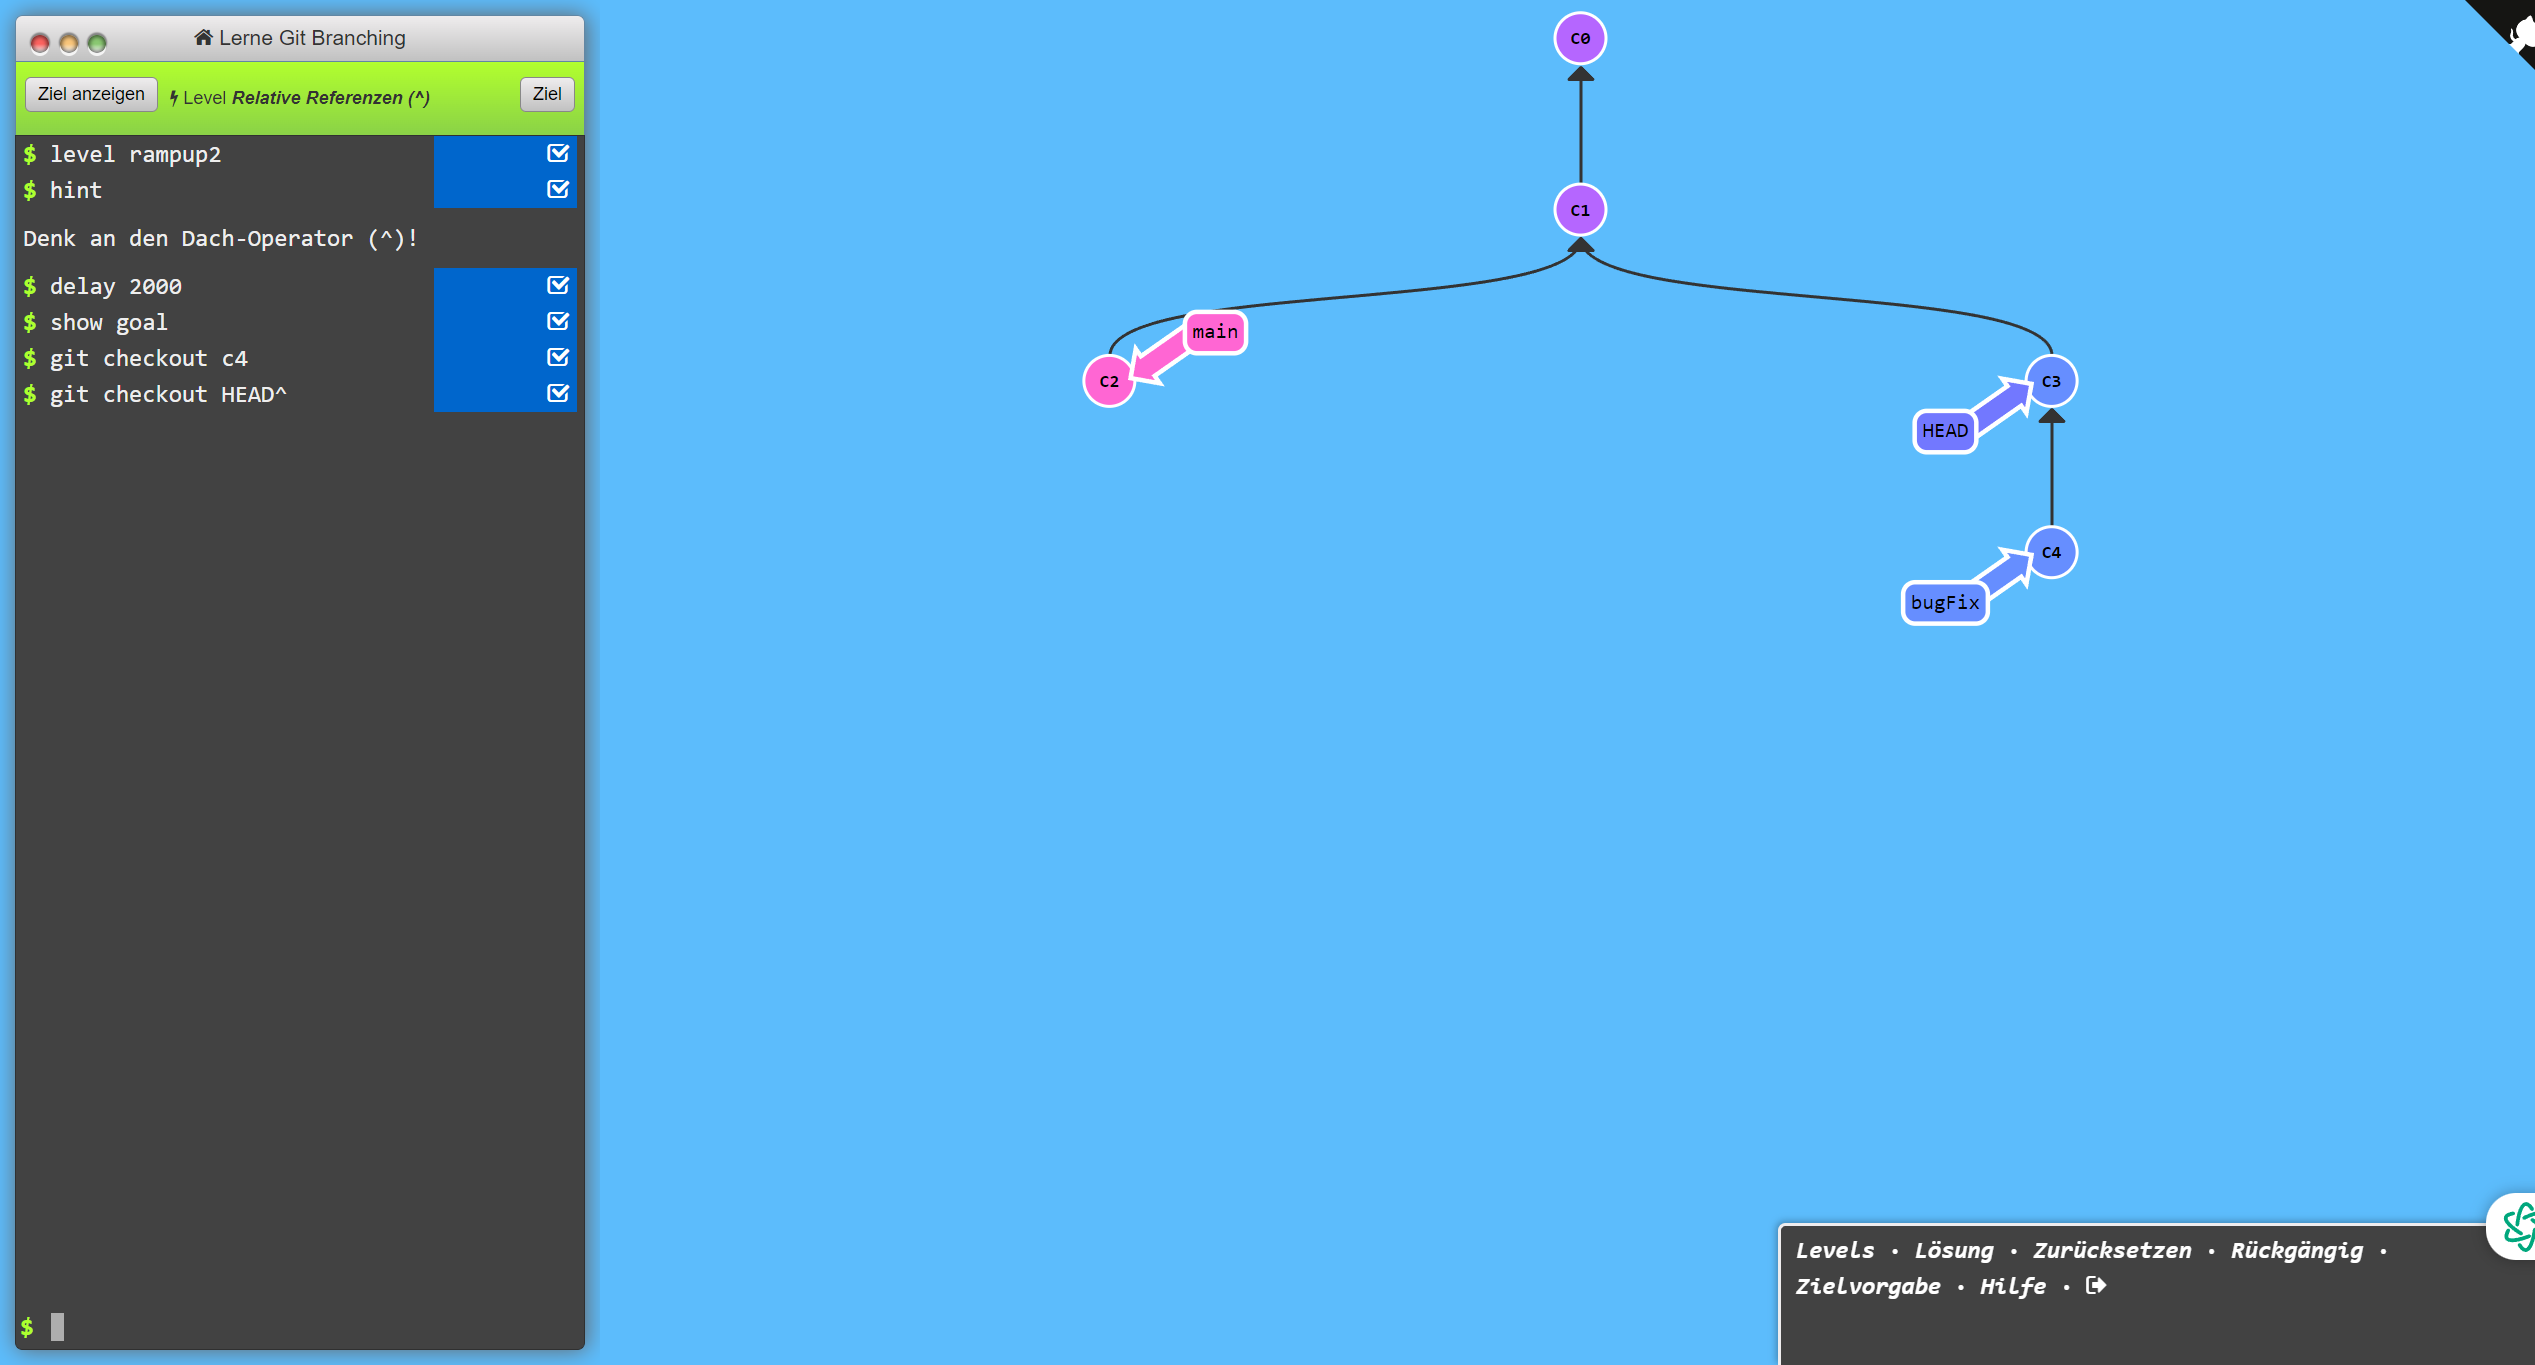 Lerne Git Branching
Ziel anzeigen
Level Relative Referenzen (^)
Ziel
$ level rampup2
$ hint
Denk an den Dach-Operator (^)!
$ delay 2000
$ show goal
$ git checkout c4
$ git checkout HEAD^
$
C0
C1
main
C2
C3
HEAD
C4
bugFix
Levels · Lösung · Zurücksetzen · Rückgängig ·
Zielvorgabe · Hilfe ·